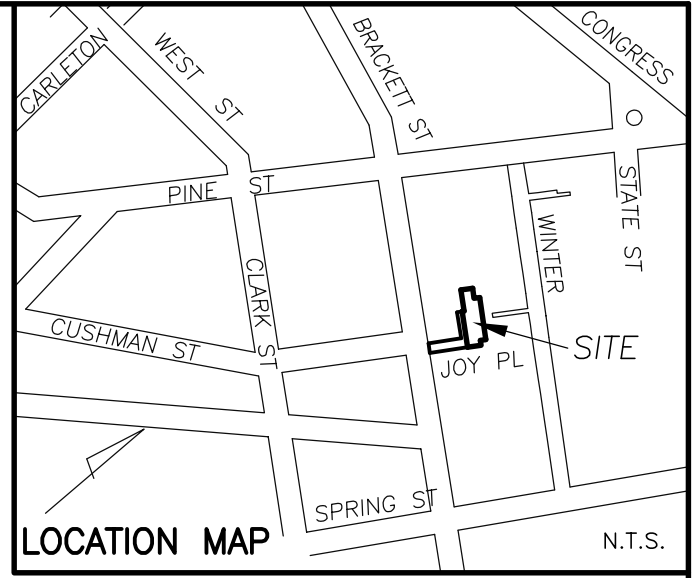 CARLETON
WEST ST
BRACKETT ST
CONGRESS
PINE ST
STATE ST
WINTER
CLARK ST
CUSHMAN ST
SITE
JOY PL
SPRING ST
LOCATION MAP
N.T.S.